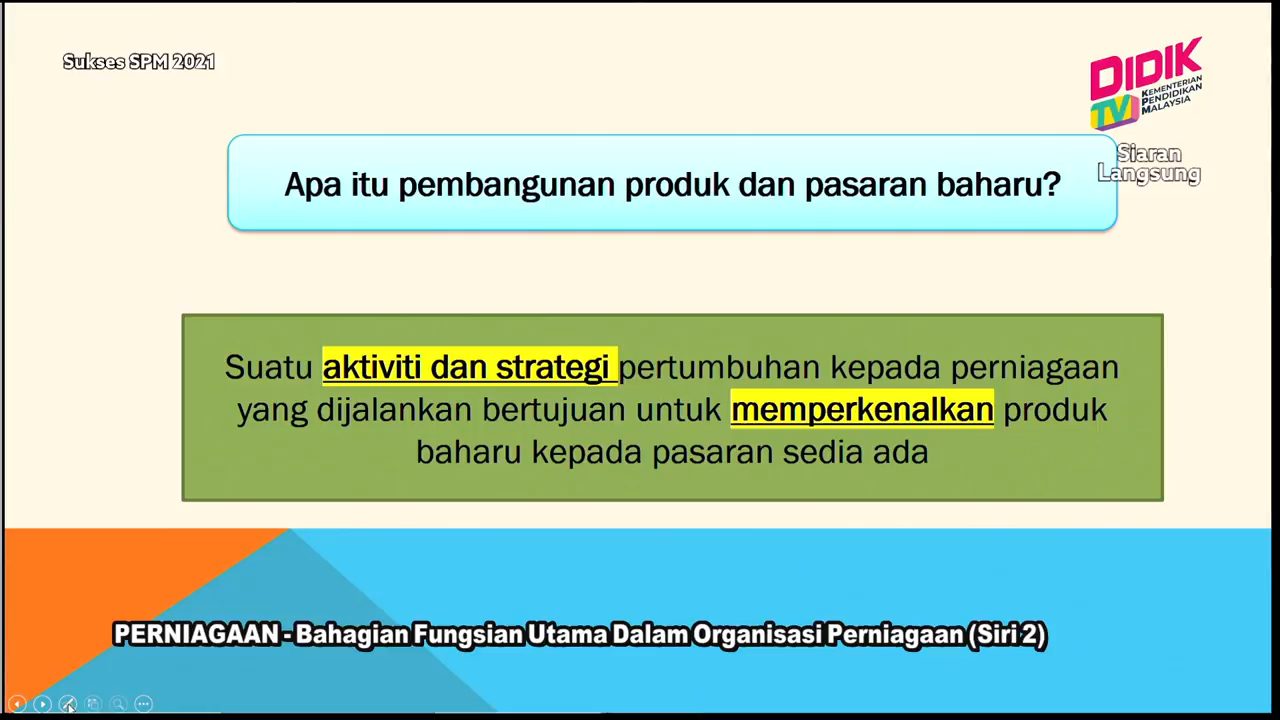 Sukses SPM 2021
DIDIK
TV
KEMENTERIAN
PENDIDIKAN
MALAYSIA
Siaran
Langsung
Apa itu pembangunan produk dan pasaran baharu?
Suatu aktiviti dan strategi pertumbuhan kepada perniagaan
yang dijalankan bertujuan untuk memperkenalkan produk
baharu kepada pasaran sedia ada
PERNIAGAAN - Bahagian Fungsian Utama Dalam Organisasi Perniagaan (Siri 2)